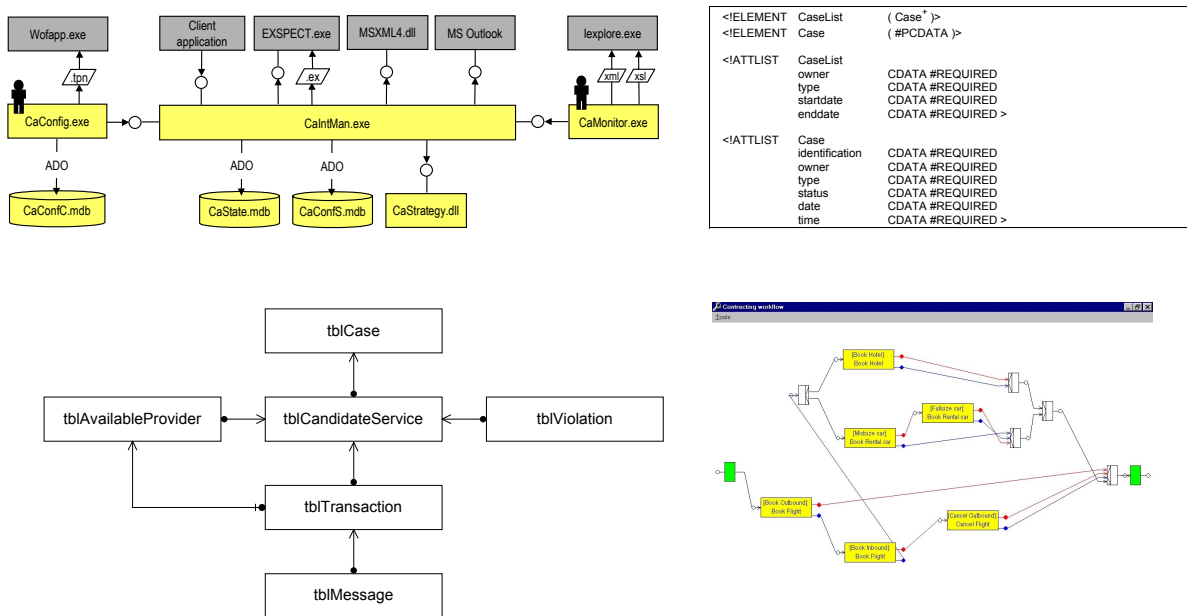 Wofapp.exe
Client
application
EXSPECT.exe
MSXML4.dll
MS Outlook
Iexplore.exe
.tpn
.ex
xml
xsl
CaConfig.exe
CaIntMan.exe
CaMonitor.exe
ADO
ADO
ADO
CaConfC.mdb
CaState.mdb
CaConfS.mdb
CaStrategy.dll
<!ELEMENT CaseList ( Case+ )>
<!ELEMENT Case ( #PCDATA )>
<!ATTLIST CaseList
owner CDATA #REQUIRED
type CDATA #REQUIRED
startdate CDATA #REQUIRED
enddate CDATA #REQUIRED >
<!ATTLIST Case
identification CDATA #REQUIRED
owner CDATA #REQUIRED
type CDATA #REQUIRED
status CDATA #REQUIRED
date CDATA #REQUIRED
time CDATA #REQUIRED >
tblCase
tblAvailableProvider
tblCandidateService
tblViolation
tblTransaction
tblMessage
Contracting workflow
Tools
[Book Hotel]:
Book Hotel
[Fullsize car]:
Book Rental car
[Midsize car]:
Book Rental car
[Book Outbound]:
Book Flight
[Cancel Outbound]:
Cancel Flight
[Book Inbound]:
Book Flight